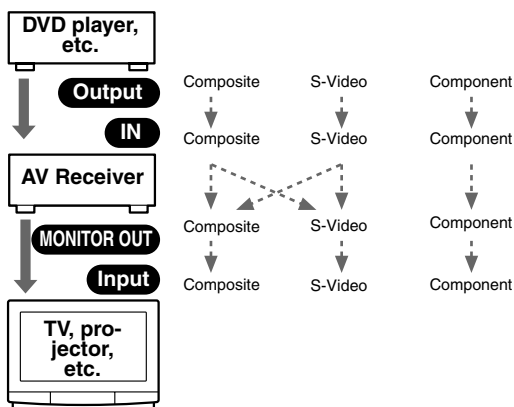 DVD player,
etc.
Output Composite S-Video Component
IN Composite S-Video Component
AV Receiver
MONITOR OUT Composite S-Video Component
Input Composite S-Video Component
TV, pro-
jector,
etc.